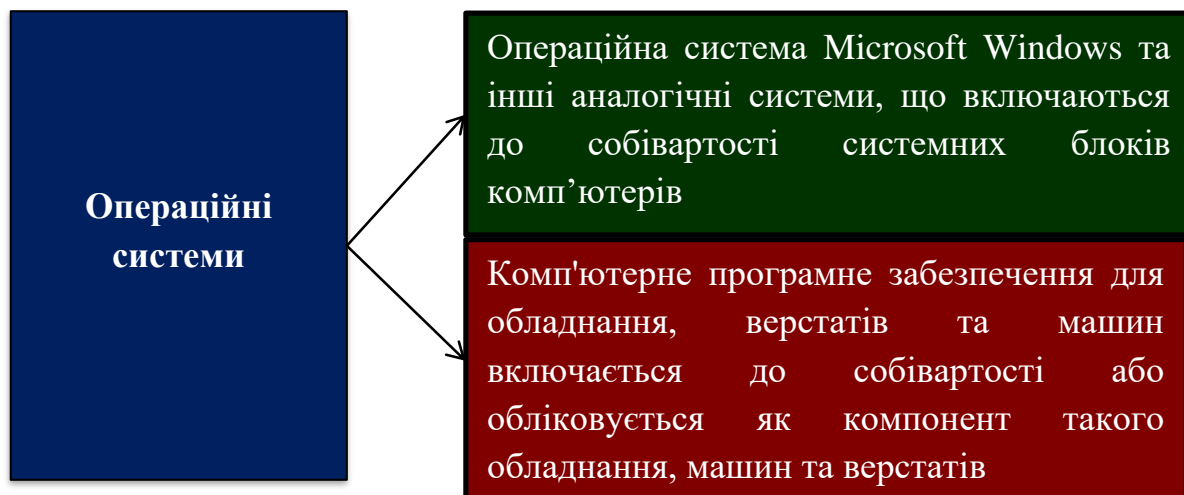 Операційні
системи
Операційна система Microsoft Windows та
інші аналогічні системи, що включаються
до собівартості системних блоків
комп’ютерів
Комп'ютерне програмне забезпечення для
обладнання, верстатів та машин
включається до собівартості або
обліковується як компонент такого
обладнання, машин та верстатів